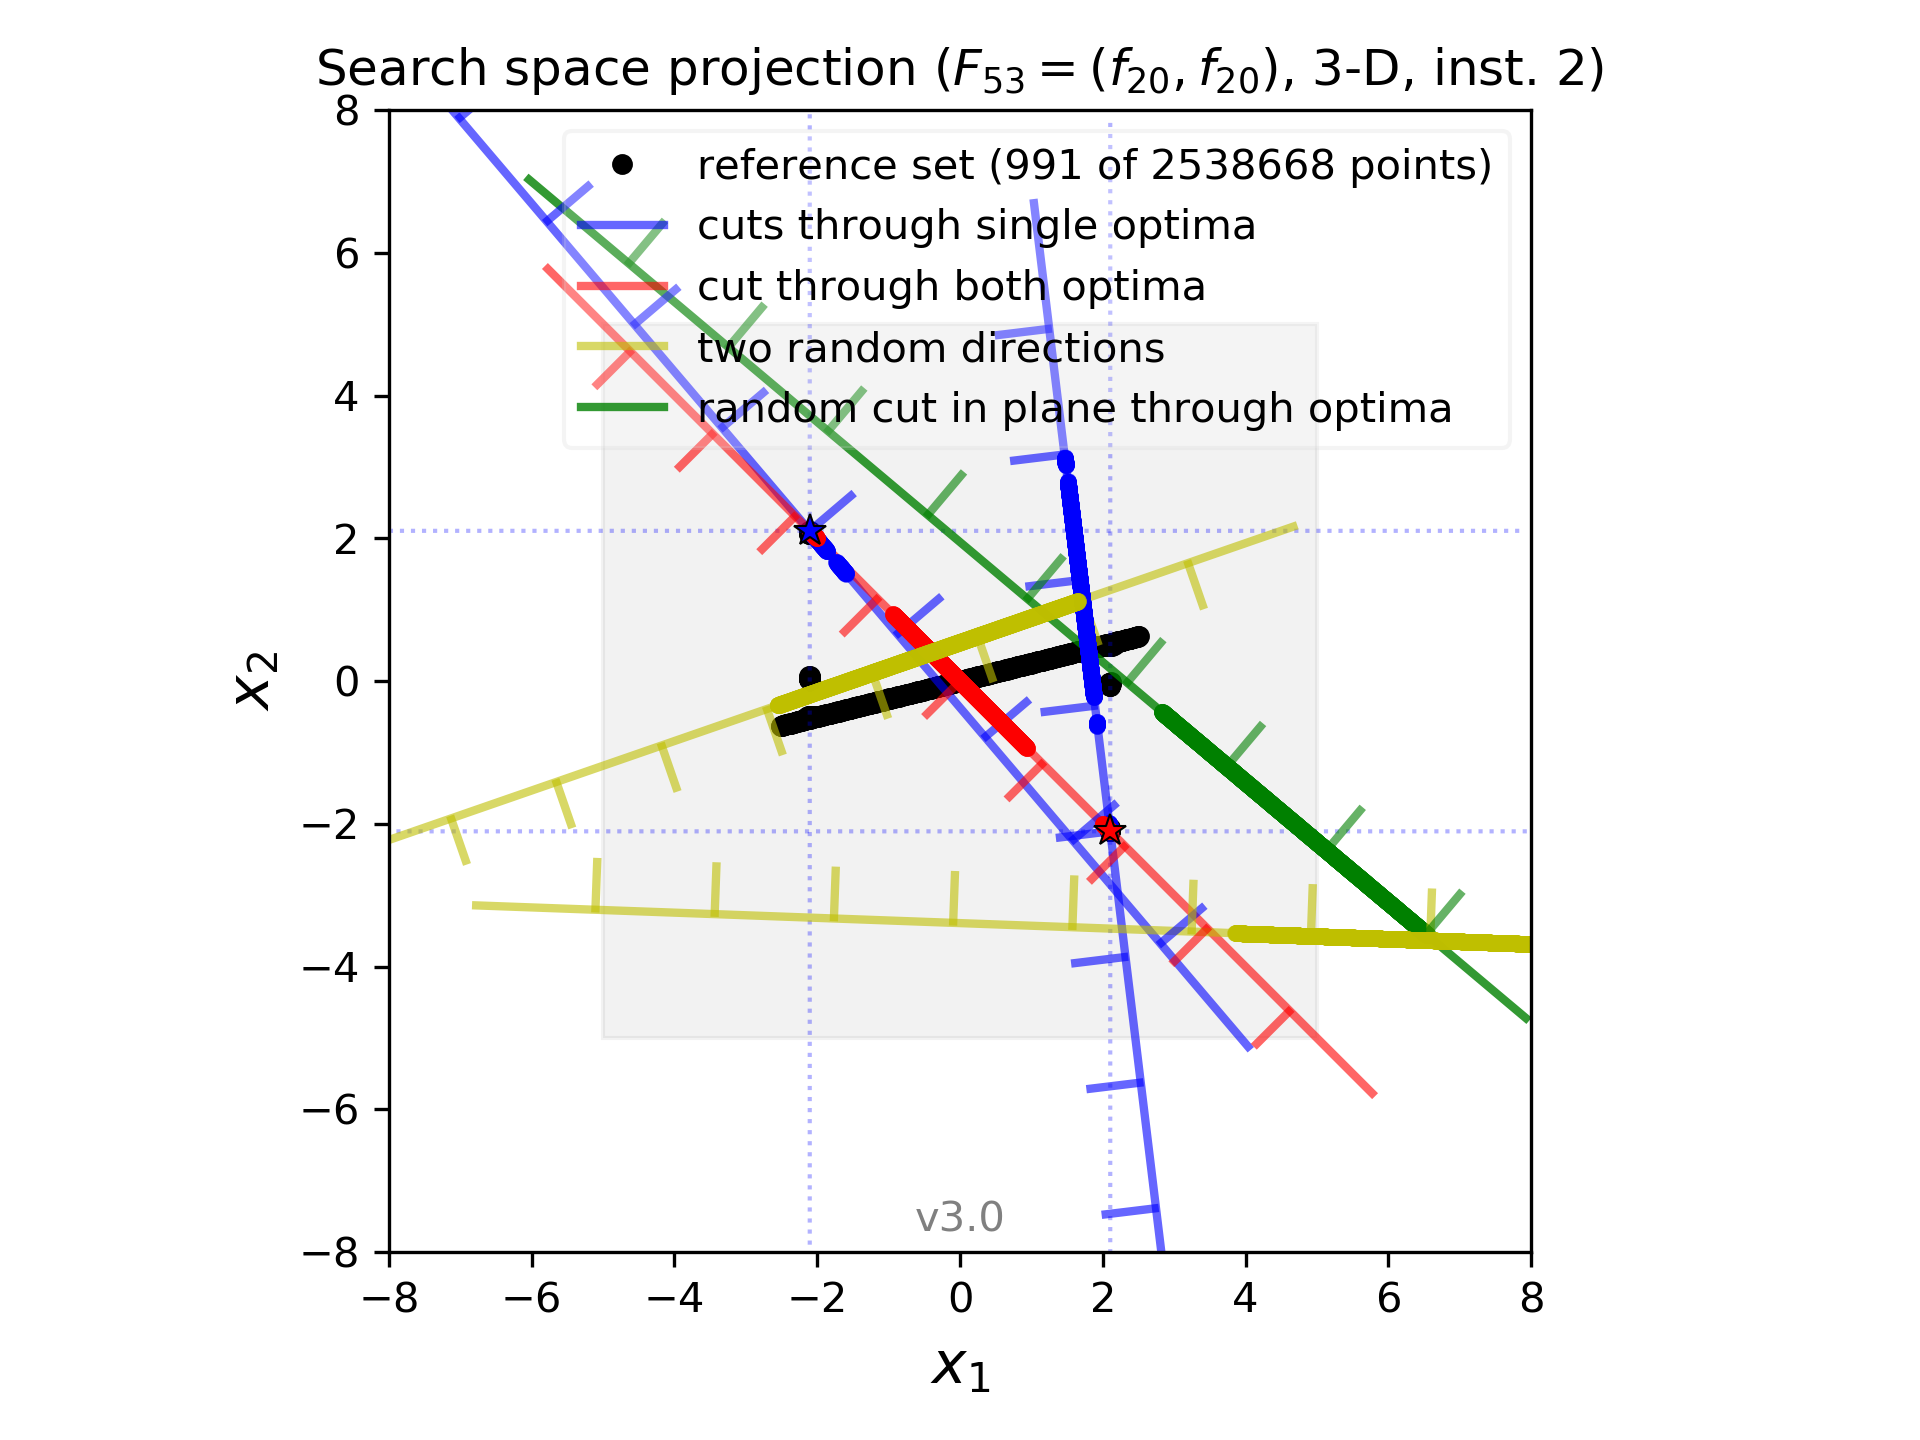 Search space projection (F53 = (f20, f20), 3-D, inst. 2)
reference set (991 of 2538668 points)
cuts through single optima
cut through both optima
two random directions
random cut in plane through optima
8
6
4
2
0
−2
−4
−6
−8
x2
v3.0
−8 −6 −4 −2 0 2 4 6 8
x1